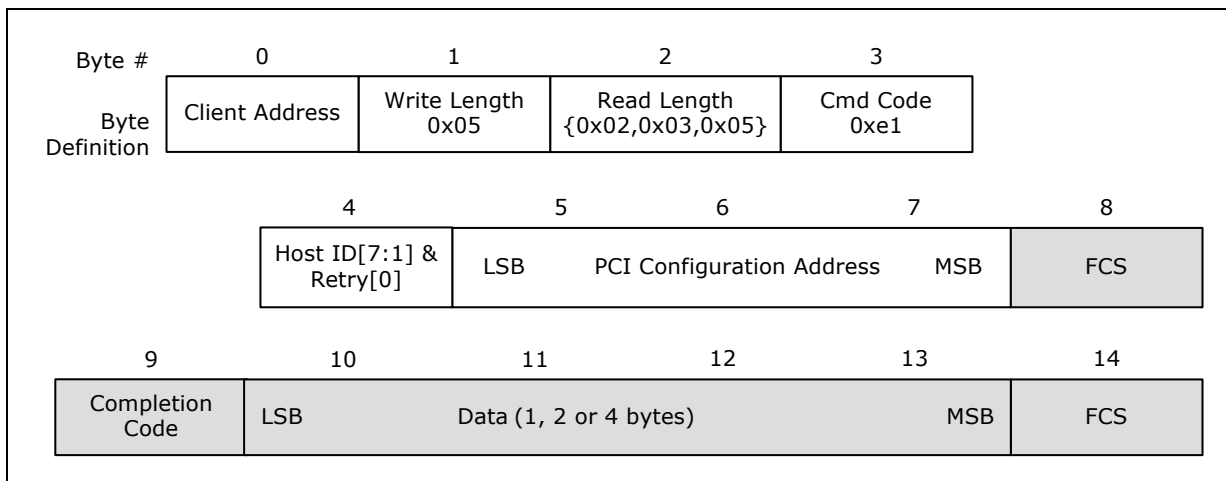 Byte # 0 1 2 3
Byte Definition
Client Address
Write Length
0x05
Read Length
{0x02,0x03,0x05}
Cmd Code
0xe1
4 5 6 7 8
Host ID[7:1] &
Retry[0]
LSB PCI Configuration Address MSB
FCS
9 10 11 12 13 14
Completion
Code
LSB Data (1, 2 or 4 bytes) MSB
FCS